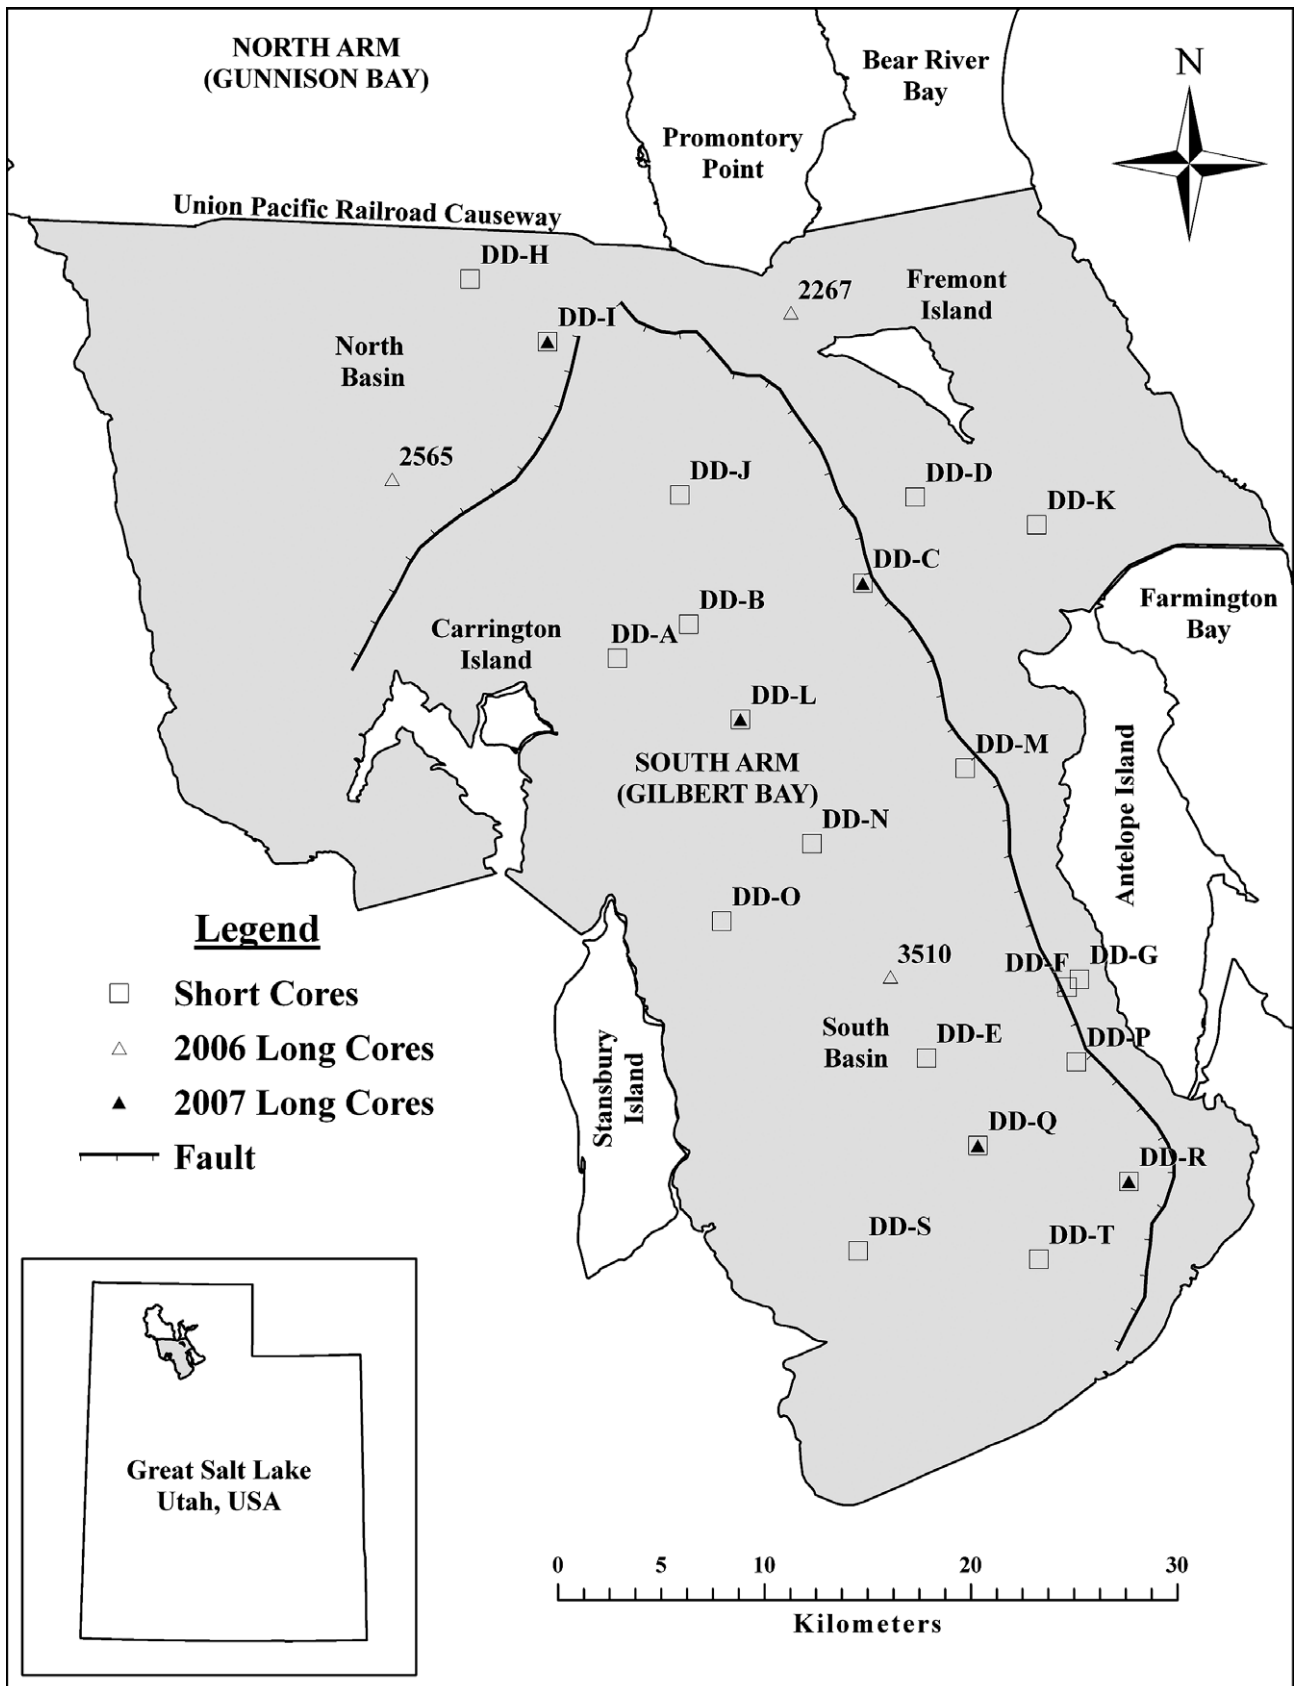 NORTH ARM
(GUNNISON BAY)
Bear River
Bay
N
Promontory
Point
Union Pacific Railroad Causeway
DD-H
2267
Fremont
Island
DD-I
North
Basin
2565
DD-J
DD-D
DD-K
DD-C
DD-B
Farmington
Bay
Carrington
Island
DD-A
DD-L
SOUTH ARM
(GILBERT BAY)
DD-M
Antelope Island
DD-N
DD-O
Legend
Short Cores
2006 Long Cores
2007 Long Cores
Fault
3510
DD-F
DD-G
South
Basin
DD-E
DD-P
Stansbury
Island
DD-Q
DD-R
DD-S
DD-T
Great Salt Lake
Utah, USA
0 5 10 20 30
Kilometers